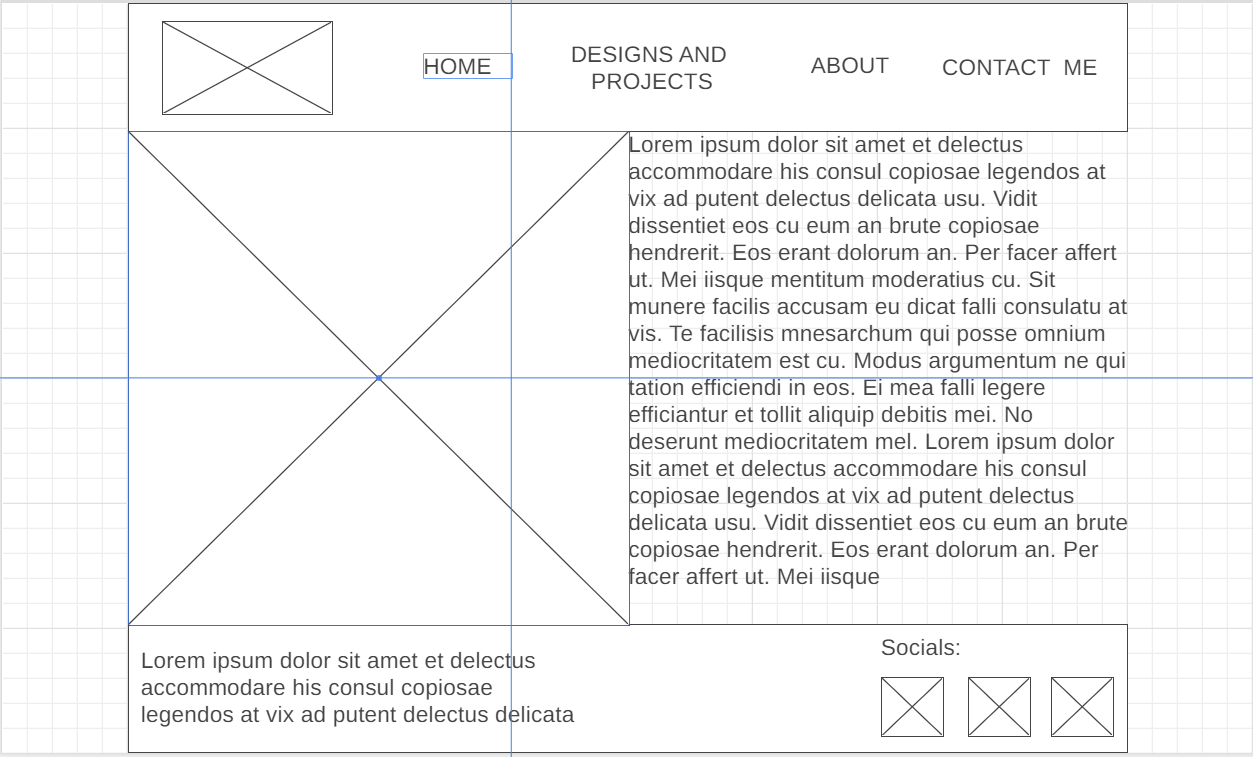 HOME
DESIGNS AND
PROJECTS
ABOUT
CONTACT  ME
Lorem ipsum dolor sit amet et delectus
accommodare his consul copiosae legendos at
vix ad putent delectus delicata usu. Vidit
dissentiet eos cu eum an brute copiosae
hendrerit. Eos erant dolorum an. Per facer affert
ut. Mei iisque mentitum moderatius cu. Sit
munere facilis accusam eu dicat falli consulatu at
vis. Te facilisis mnesarchum qui posse omnium
mediocritatem est cu. Modus argumentum ne qui
tation efficiendi in eos. Ei mea falli legere
efficiantur et tollit aliquip debitis mei. No
deserunt mediocritatem mel. Lorem ipsum dolor
sit amet et delectus accommodare his consul
copiosae legendos at vix ad putent delectus
delicata usu. Vidit dissentiet eos cu eum an brute
copiosae hendrerit. Eos erant dolorum an. Per
facer affert ut. Mei iisque
Lorem ipsum dolor sit amet et delectus
accommodare his consul copiosae
legendos at vix ad putent delectus delicata
Socials: